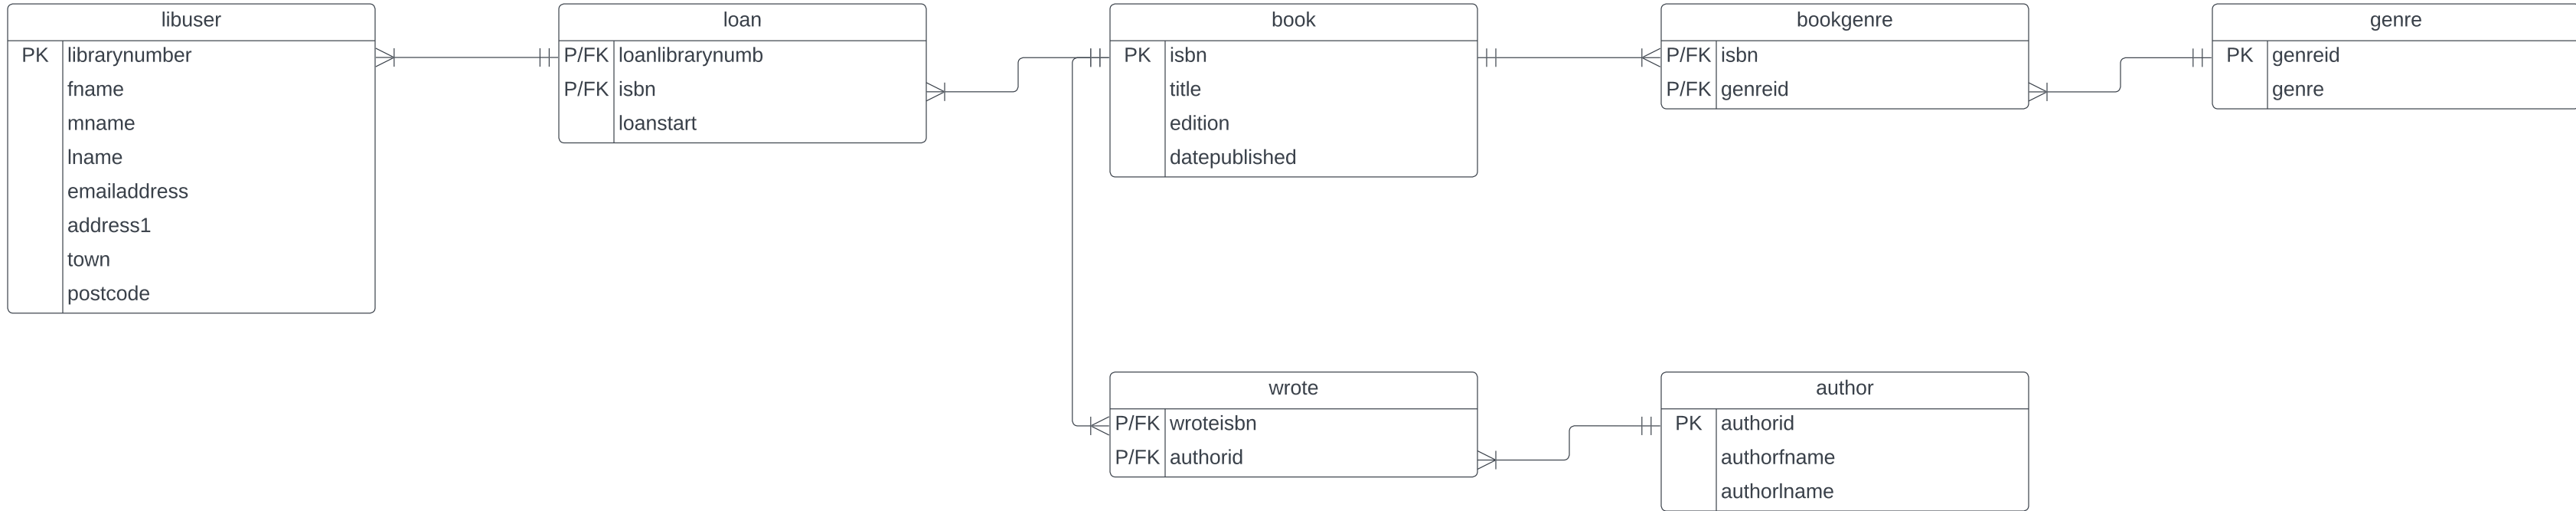 libuser
PK librarynumber
fname
mname
lname
emailaddress
address1
town
postcode
loan
P/FK loanlibrarynumb
P/FK isbn
loanstart
book
PK isbn
title
edition
datepublished
bookgenre
P/FK isbn
P/FK genreid
genre
PK genreid
genre
wrote
P/FK wroteisbn
P/FK authorid
author
PK authorid
authorfname
authorlname